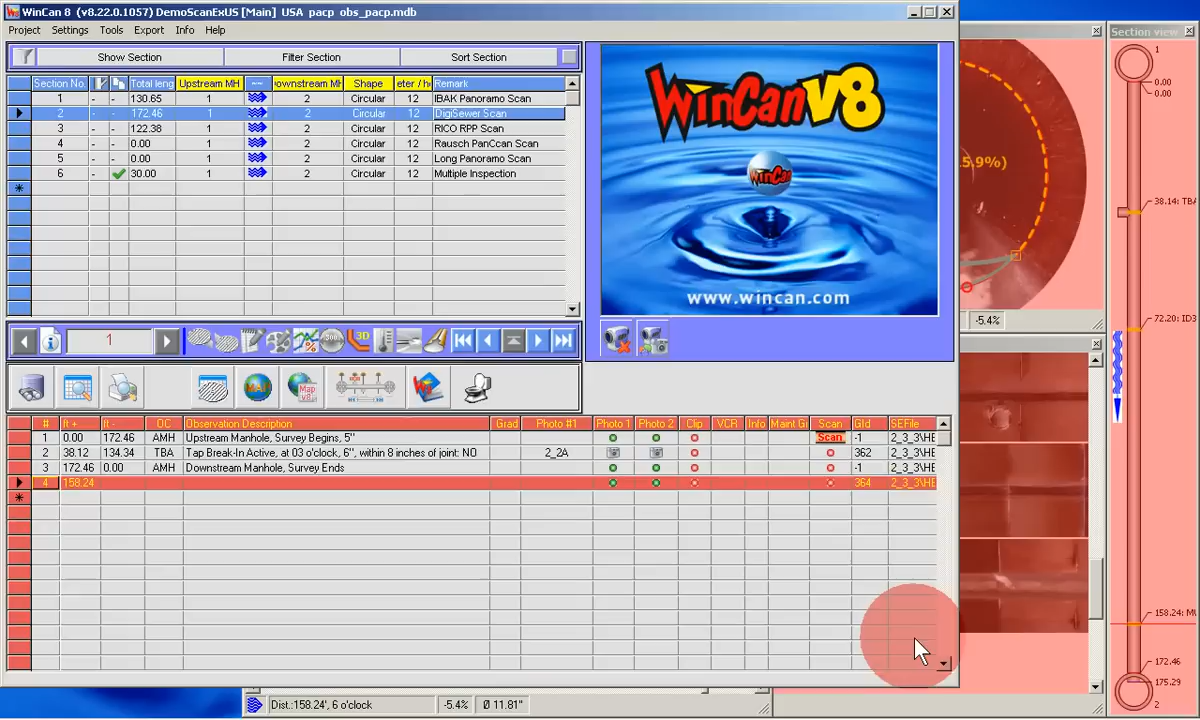 WinCan 8 (v8.22.0.1057) DemoScanExUS [Main] USA pacp obs_pacp.mdb
Project Settings Tools Export Info Help
Show Section Filter Section Sort Section
Section No. Total leng Upstream MH ~~ ownstream MH Shape eter / he Remark
1 - - 130.65 1 2 Circular 12 IBAK Panoramo Scan
2 - - 172.46 1 2 Circular 12 DigiSewer Scan
3 - - 122.38 1 2 Circular 12 RICO RPP Scan
4 - - 0.00 1 2 Circular 12 Rausch PanCcan Scan
5 - - 0.00 1 2 Circular 12 Long Panoramo Scan
6 - 30.00 1 2 Circular 12 Multiple Inspection
WinCan V8
WinCan
www.wincan.com
1
3D
MAP
Map v8
# ft + ft - OC Observation Description Grad Photo #1 Photo 1 Photo 2 Clip VCR Info Maint Gr Scan GId SEFile
1 0.00 172.46 AMH Upstream Manhole, Survey Begins, 5" Scan -1 2_3_3\HE
2 38.12 134.34 TBA Tap Break-In Active, at 03 o'clock, 6", within 8 inches of joint: NO 2_2A 362 2_3_3\HE
3 172.46 0.00 AMH Downstream Manhole, Survey Ends -1 2_3_3\HE
4 158.24 364 2_3_3\HE
5.9%)
-5.4%
Section view
1
0.00
0.00
38.14: TBA
72.20: ID3
158.24: MU
172.46
175.29
2
Dist.:158.24', 6 o'clock -5.4% Ø 11.81"